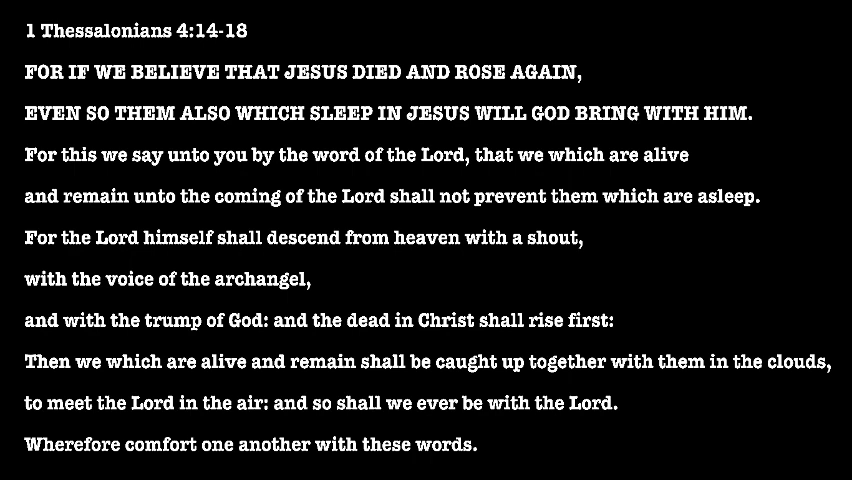 1 Thessalonians 4:14-18
FOR IF WE BELIEVE THAT JESUS DIED AND ROSE AGAIN,
EVEN SO THEM ALSO WHICH SLEEP IN JESUS WILL GOD BRING WITH HIM.
For this we say unto you by the word of the Lord, that we which are alive
and remain unto the coming of the Lord shall not prevent them which are asleep.
For the Lord himself shall descend from heaven with a shout,
with the voice of the archangel,
and with the trump of God: and the dead in Christ shall rise first:
Then we which are alive and remain shall be caught up together with them in the clouds,
to meet the Lord in the air: and so shall we ever be with the Lord.
Wherefore comfort one another with these words.